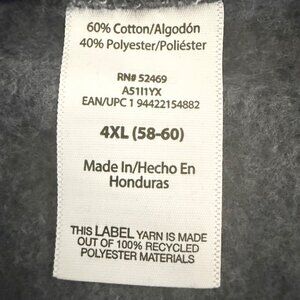 60% Cotton/Algodón
40% Polyester/Poliéster
RN# 52469
A51I1YX
EAN/UPC 1 94422154882
4XL (58-60)
Made In/Hecho En
Honduras
THIS LABEL YARN IS MADE
OUT OF 100% RECYCLED
POLYESTER MATERIALS